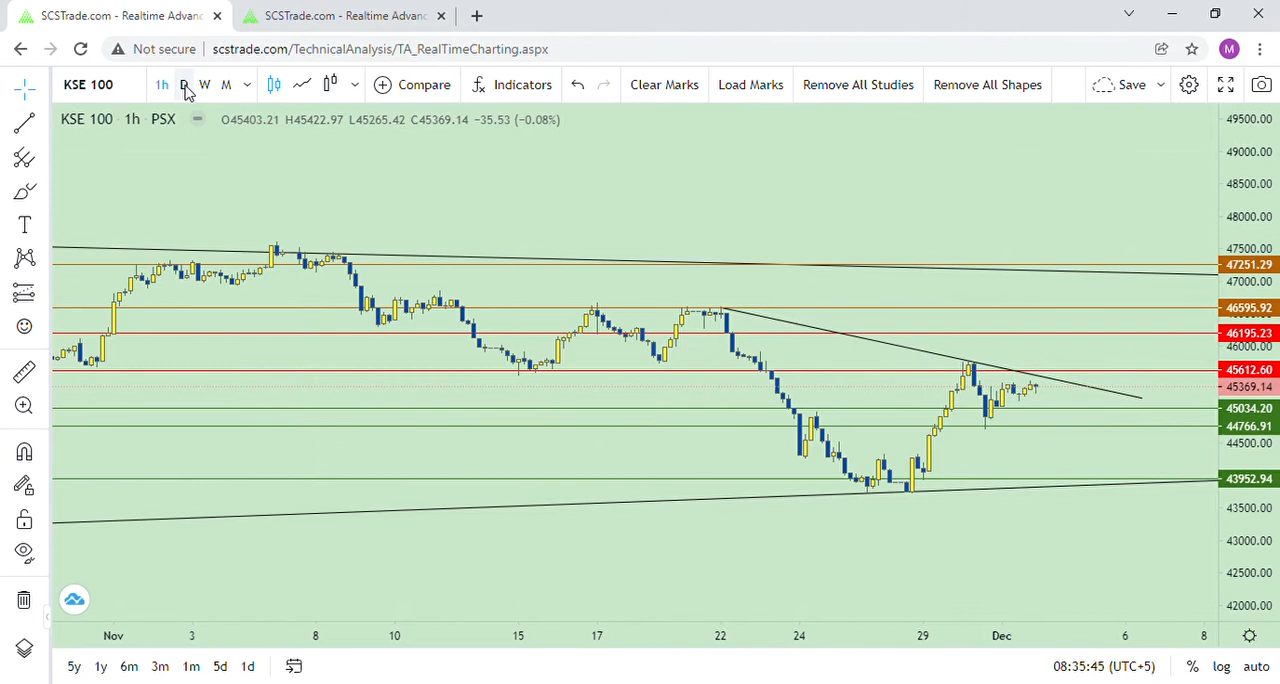 SCSTrade.com - Realtime Advanc
SCSTrade.com - Realtime Advanc
Not secure scstrade.com/TechnicalAnalysis/TA_RealTimeCharting.aspx M
KSE 100 1h D W M Compare Indicators Clear Marks Load Marks Remove All Studies Remove All Shapes Save
KSE 100 · 1h · PSX O45403.21 H45422.97 L45265.42 C45369.14 −35.53 (−0.08%)
49500.00
49000.00
48500.00
48000.00
47500.00
47251.29
47000.00
46595.92
46195.23
46000.00
45612.60
45369.14
45034.20
44766.91
44500.00
43952.94
43500.00
43000.00
42500.00
42000.00
Nov 3 8 10 15 17 22 24 29 Dec 6 8
5y 1y 6m 3m 1m 5d 1d 08:35:45 (UTC+5) % log auto